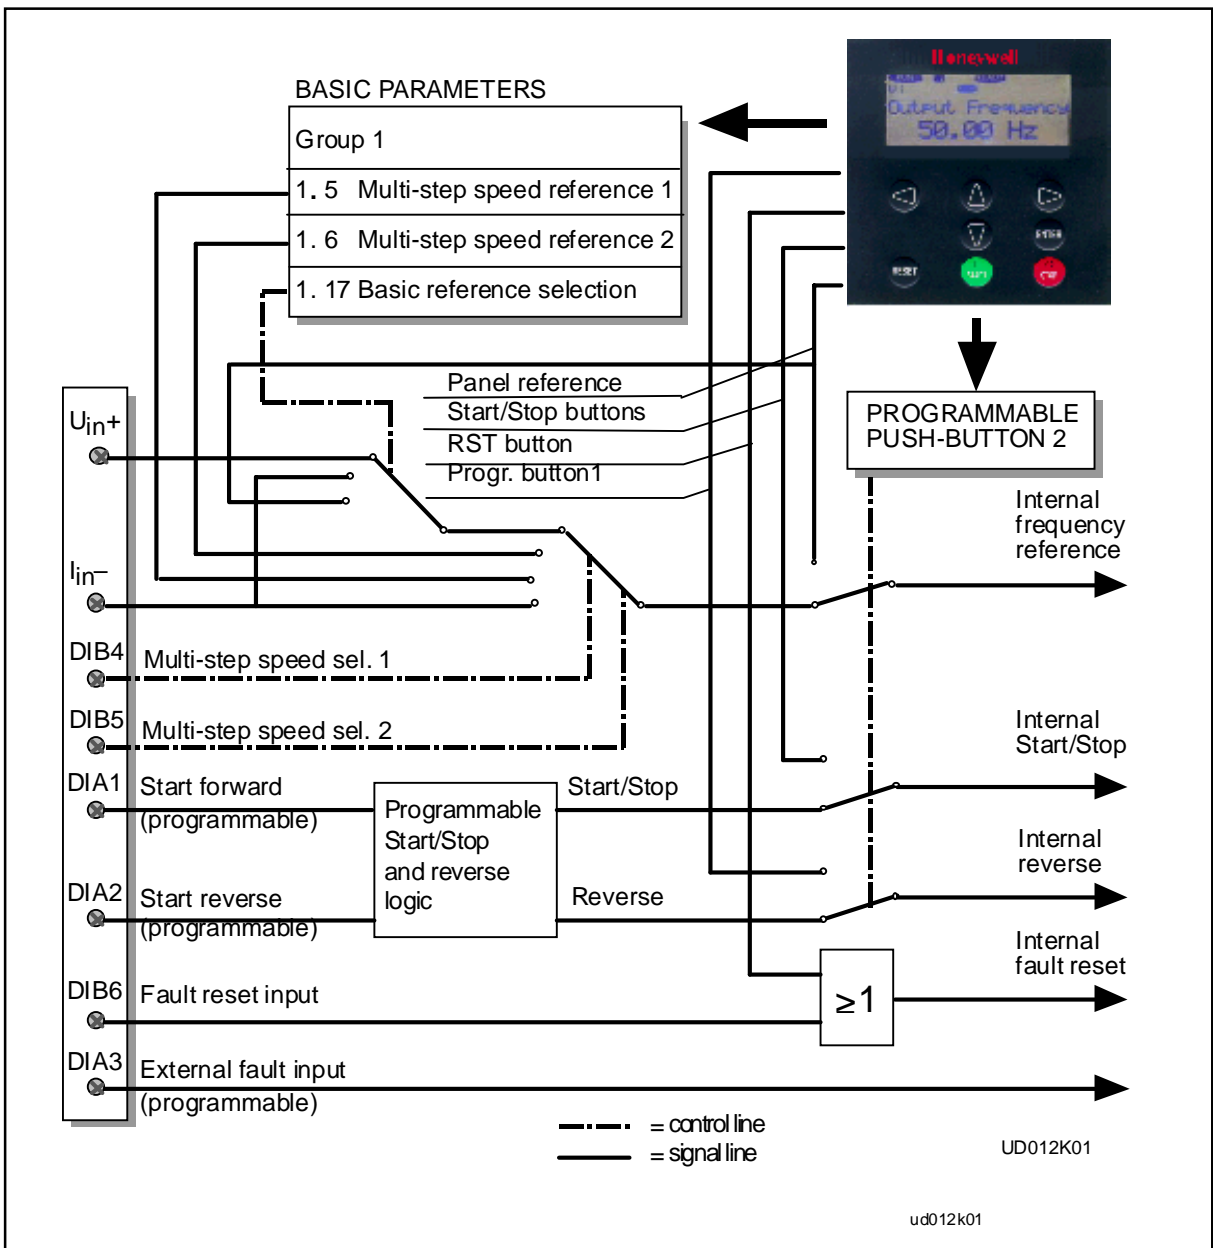 Honeywell
Output Frequency
50.00 Hz
BASIC PARAMETERS
Group 1
1. 5 Multi-step speed reference 1
1. 6 Multi-step speed reference 2
1. 17 Basic reference selection
ENTER
RESET
Panel reference
Start/Stop buttons
RST button
Progr. button1
PROGRAMMABLE
PUSH-BUTTON 2
Uin+
Iin–
Internal
frequency
reference
DIB4
Multi-step speed sel. 1
DIB5
Multi-step speed sel. 2
Internal
Start/Stop
DIA1
Start forward
(programmable)
Programmable
Start/Stop
and reverse
logic
Start/Stop
Internal
reverse
DIA2
Start reverse
(programmable)
Reverse
Internal
fault reset
DIB6
Fault reset input
≥1
DIA3
External fault input
(programmable)
= control line
= signal line
UD012K01
ud012k01